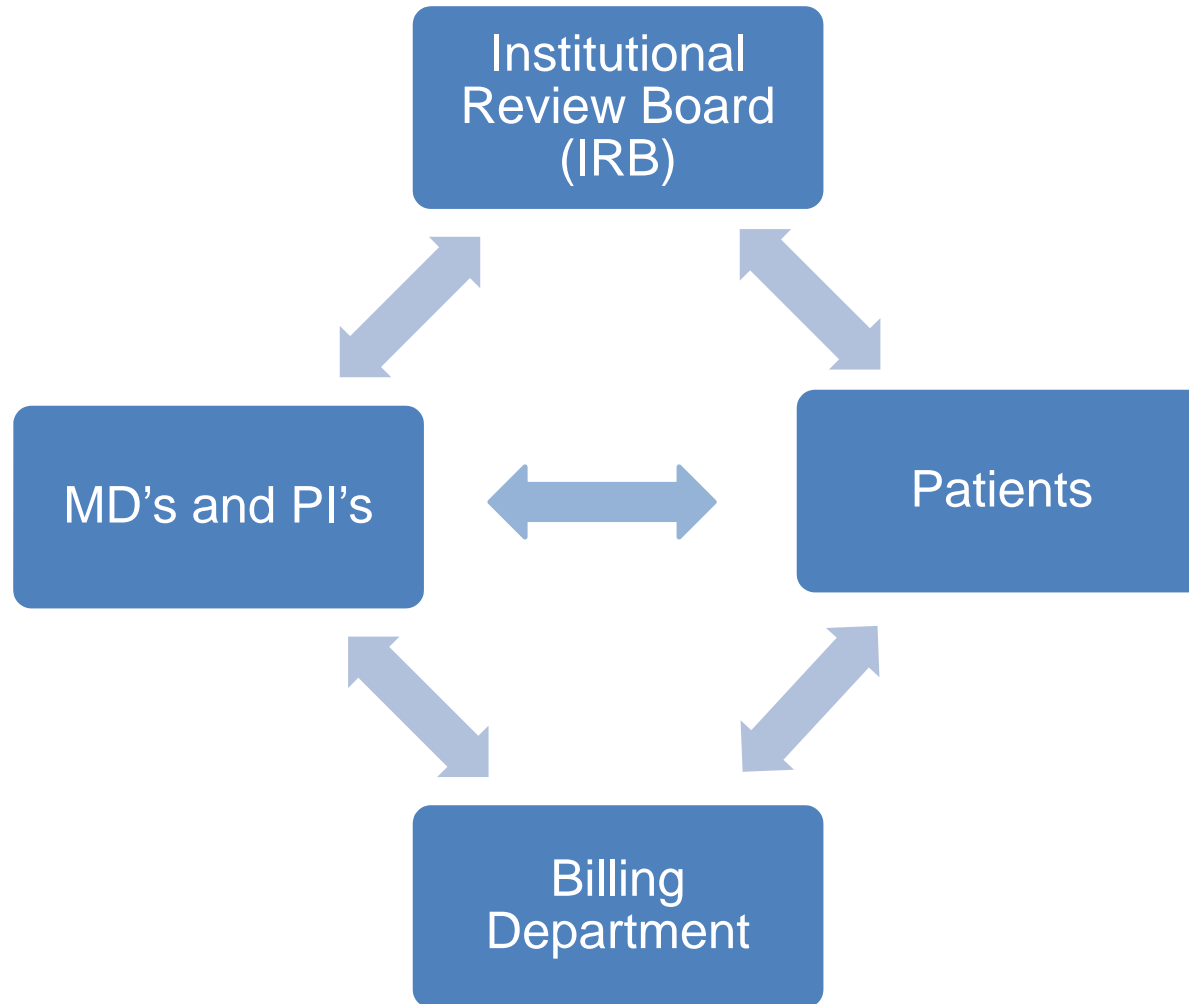 Institutional
Review Board
(IRB)
MD’s and PI’s
Patients
Billing
Department